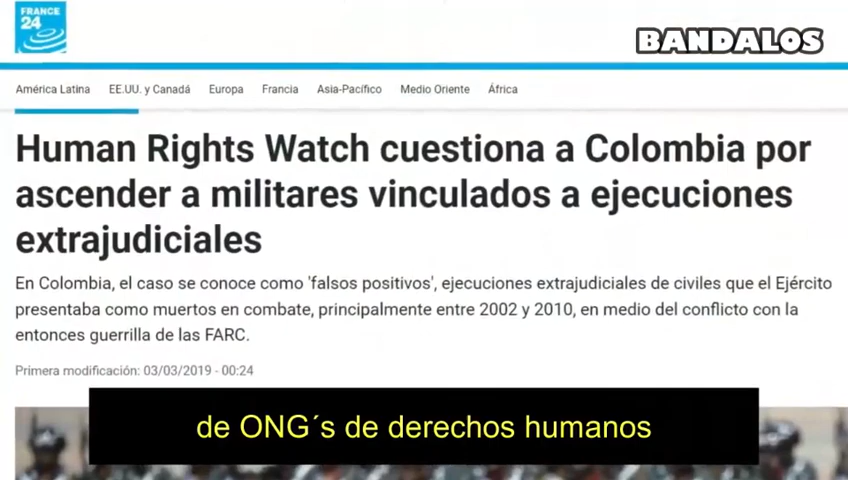 FRANCE
24
BANDALOS
América Latina EE.UU. y Canadá Europa Francia Asia-Pacífico Medio Oriente África
Human Rights Watch cuestiona a Colombia por
ascender a militares vinculados a ejecuciones
extrajudiciales
En Colombia, el caso se conoce como 'falsos positivos', ejecuciones extrajudiciales de civiles que el Ejército
presentaba como muertos en combate, principalmente entre 2002 y 2010, en medio del conflicto con la
entonces guerrilla de las FARC.
Primera modificación: 03/03/2019 - 00:24
de ONG´s de derechos humanos